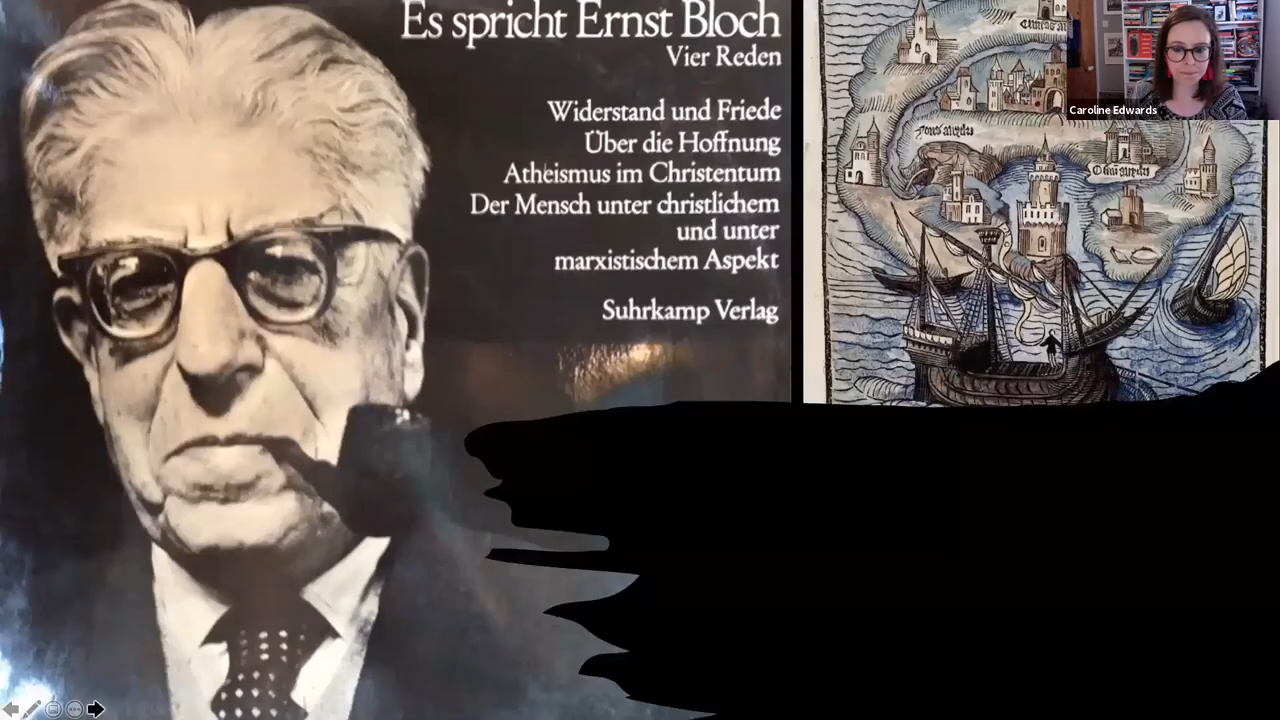 Es spricht Ernst Bloch
Vier Reden
Widerstand und Friede
Über die Hoffnung
Atheismus im Christentum
Der Mensch unter christlichem
und unter
marxistischem Aspekt
Suhrkamp Verlag
Caroline Edwards